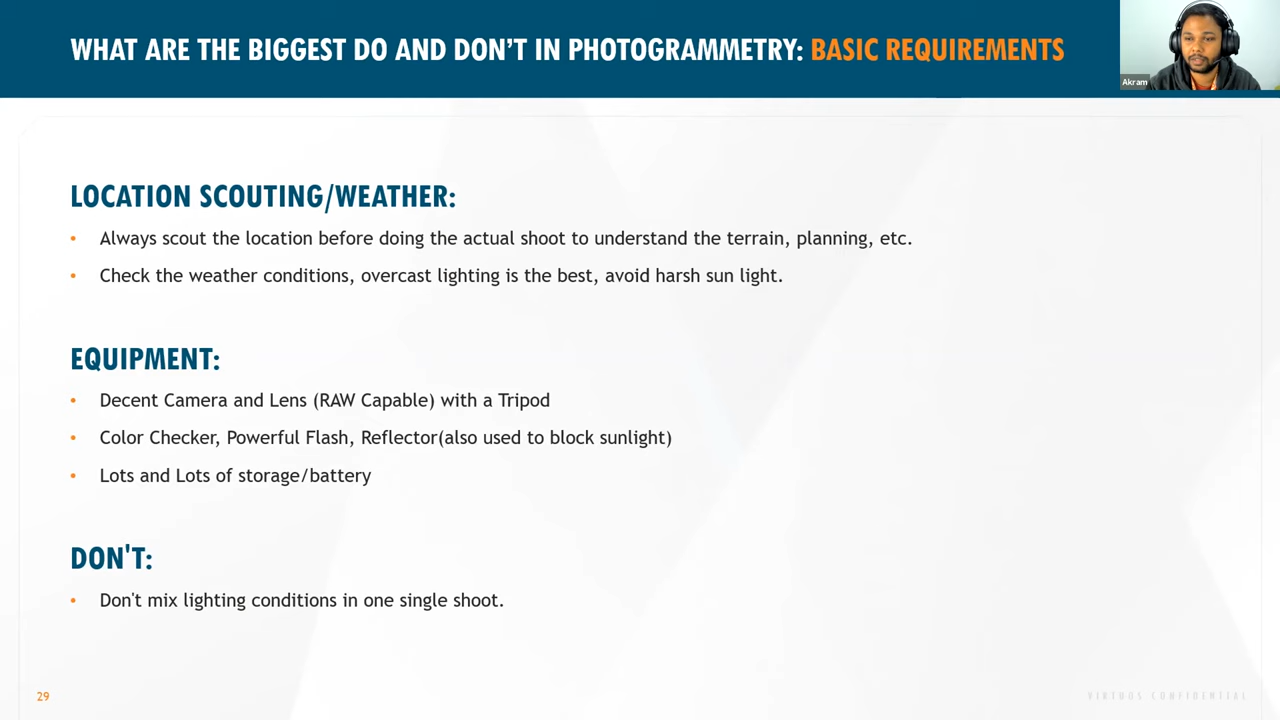 WHAT ARE THE BIGGEST DO AND DON'T IN PHOTOGRAMMETRY: BASIC REQUIREMENTS
Akram
LOCATION SCOUTING/WEATHER:
• Always scout the location before doing the actual shoot to understand the terrain, planning, etc.
• Check the weather conditions, overcast lighting is the best, avoid harsh sun light.
EQUIPMENT:
• Decent Camera and Lens (RAW Capable) with a Tripod
• Color Checker, Powerful Flash, Reflector(also used to block sunlight)
• Lots and Lots of storage/battery
DON'T:
• Don't mix lighting conditions in one single shoot.
29
VIRTUOS CONFIDENTIAL